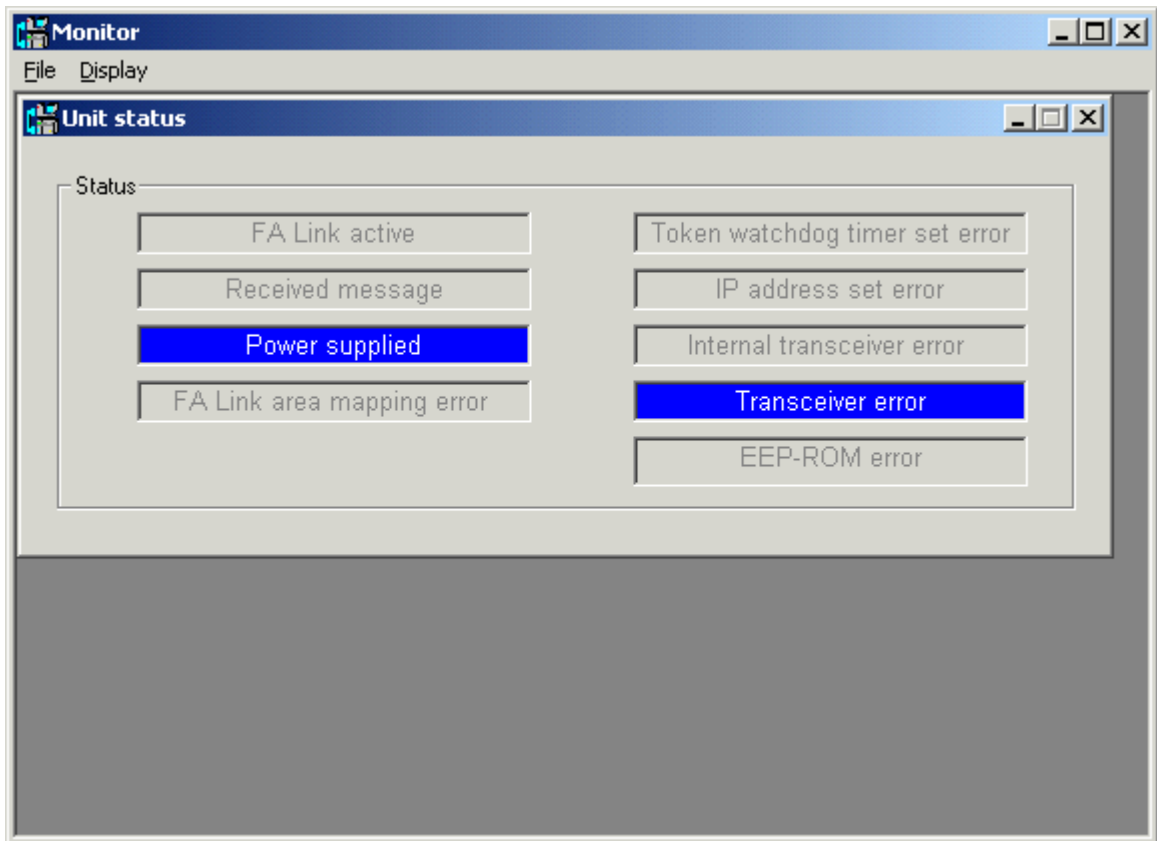 Monitor
File Display
Unit status
Status
FA Link active
Received message
Power supplied
FA Link area mapping error
Token watchdog timer set error
IP address set error
Internal transceiver error
Transceiver error
EEP-ROM error